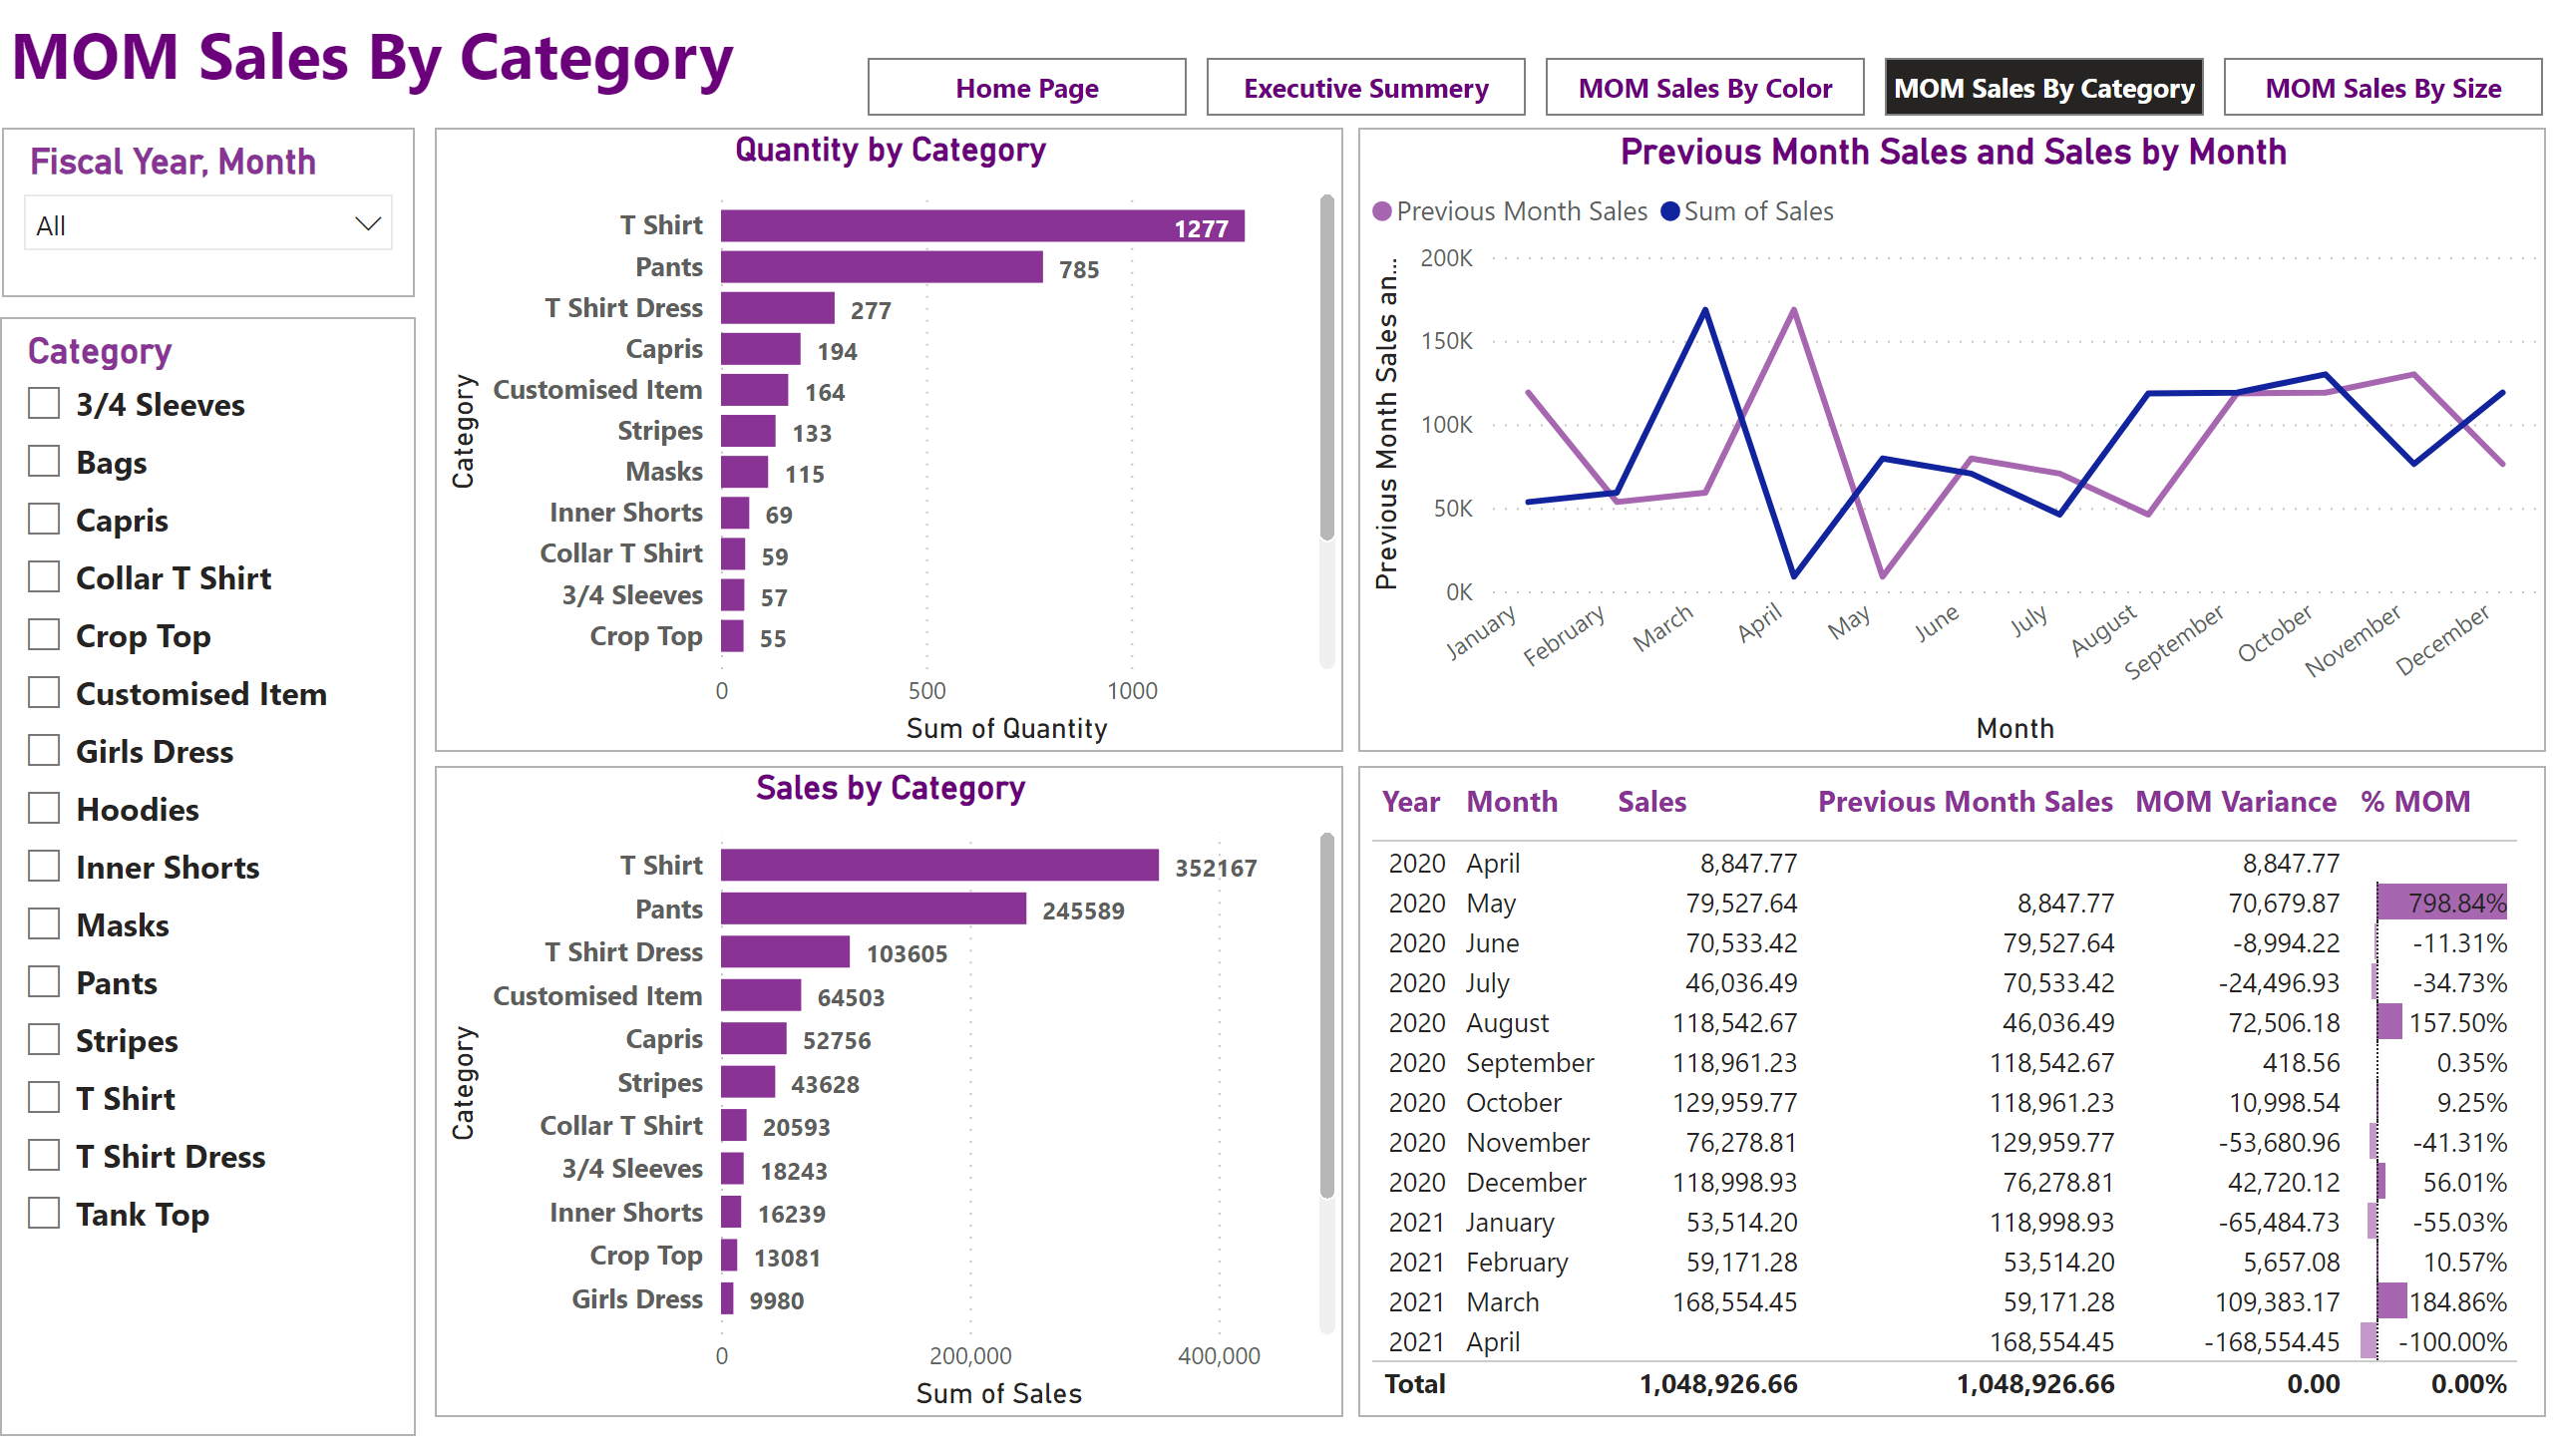 MOM Sales By Category
Home Page
Executive Summery
MOM Sales By Color
MOM Sales By Category
MOM Sales By Size
Fiscal Year, Month
All
Category
3/4 Sleeves
Bags
Capris
Collar T Shirt
Crop Top
Customised Item
Girls Dress
Hoodies
Inner Shorts
Masks
Pants
Stripes
T Shirt
T Shirt Dress
Tank Top
Quantity by Category
Category
T Shirt 1277
Pants 785
T Shirt Dress 277
Capris 194
Customised Item 164
Stripes 133
Masks 115
Inner Shorts 69
Collar T Shirt 59
3/4 Sleeves 57
Crop Top 55
0 500 1000
Sum of Quantity
Previous Month Sales and Sales by Month
Previous Month Sales Sum of Sales
Previous Month Sales an...
200K
150K
100K
50K
0K
January February March April May June July August September October November December
Month
Sales by Category
Category
T Shirt 352167
Pants 245589
T Shirt Dress 103605
Customised Item 64503
Capris 52756
Stripes 43628
Collar T Shirt 20593
3/4 Sleeves 18243
Inner Shorts 16239
Crop Top 13081
Girls Dress 9980
0 200,000 400,000
Sum of Sales
Year Month Sales Previous Month Sales MOM Variance % MOM
2020 April 8,847.77 8,847.77
2020 May 79,527.64 8,847.77 70,679.87 798.84%
2020 June 70,533.42 79,527.64 -8,994.22 -11.31%
2020 July 46,036.49 70,533.42 -24,496.93 -34.73%
2020 August 118,542.67 46,036.49 72,506.18 157.50%
2020 September 118,961.23 118,542.67 418.56 0.35%
2020 October 129,959.77 118,961.23 10,998.54 9.25%
2020 November 76,278.81 129,959.77 -53,680.96 -41.31%
2020 December 118,998.93 76,278.81 42,720.12 56.01%
2021 January 53,514.20 118,998.93 -65,484.73 -55.03%
2021 February 59,171.28 53,514.20 5,657.08 10.57%
2021 March 168,554.45 59,171.28 109,383.17 184.86%
2021 April 168,554.45 -168,554.45 -100.00%
Total 1,048,926.66 1,048,926.66 0.00 0.00%